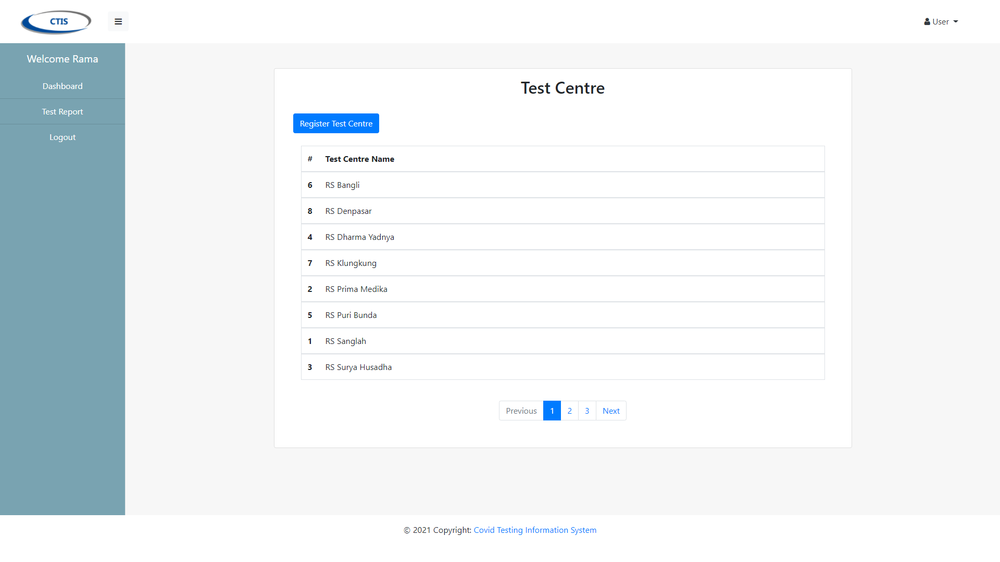 CTIS
User
Welcome Rama
Dashboard
Test Report
Logout
Test Centre
Register Test Centre
# Test Centre Name
6 RS Bangli
8 RS Denpasar
4 RS Dharma Yadnya
7 RS Klungkung
2 RS Prima Medika
5 RS Puri Bunda
1 RS Sanglah
3 RS Surya Husadha
Previous 1 2 3 Next
© 2021 Copyright: Covid Testing Information System